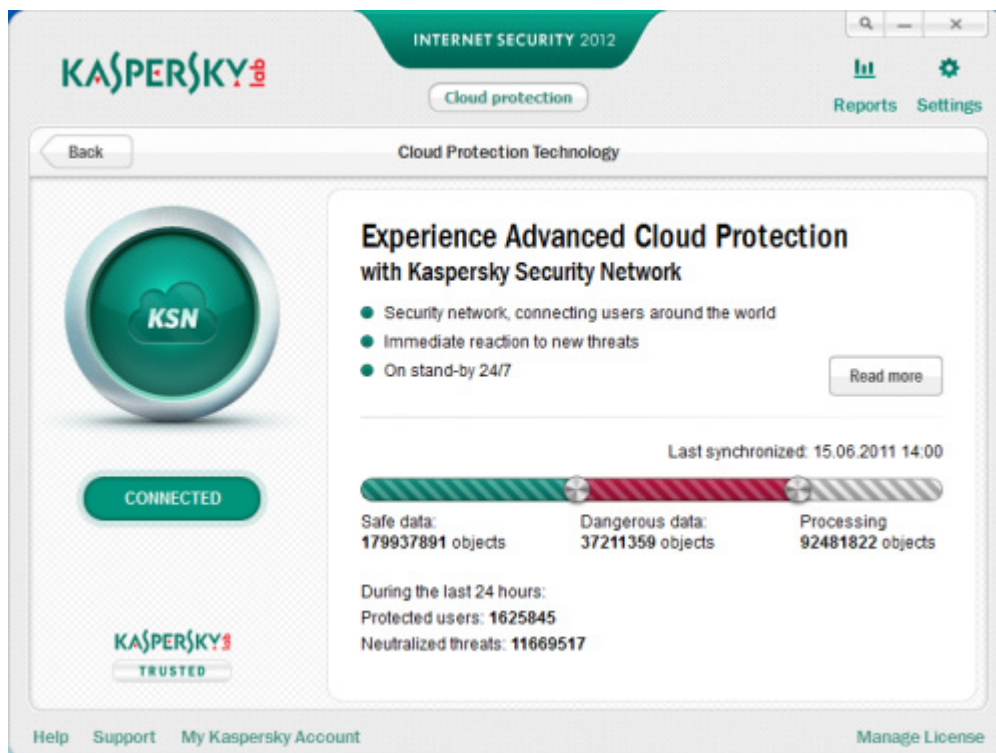 INTERNET SECURITY 2012
KASPERSKY lab
Cloud protection
Reports Settings
Back
Cloud Protection Technology
Experience Advanced Cloud Protection
with Kaspersky Security Network
KSN
Security network, connecting users around the world
Immediate reaction to new threats
On stand-by 24/7
Read more
Last synchronized: 15.06.2011 14:00
CONNECTED
Safe data: Dangerous data: Processing
179937891 objects 37211359 objects 92481822 objects
During the last 24 hours:
Protected users: 1625845
Neutralized threats: 11669517
KASPERSKY lab
TRUSTED
Help Support My Kaspersky Account Manage License